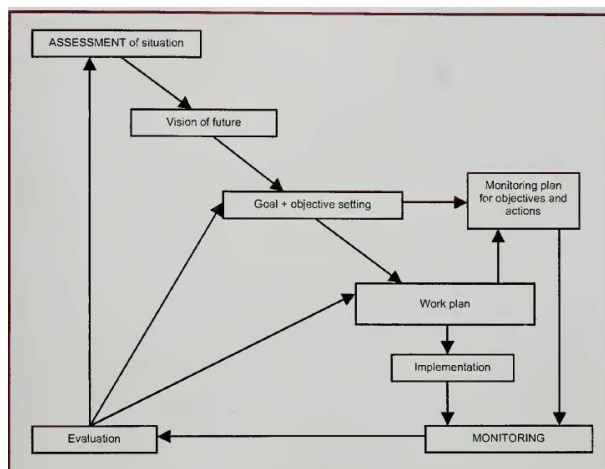 ASSESSMENT of situation
Vision of future
Goal + objective setting
Monitoring plan
for objectives and
actions
Work plan
Implementation
Evaluation
MONITORING